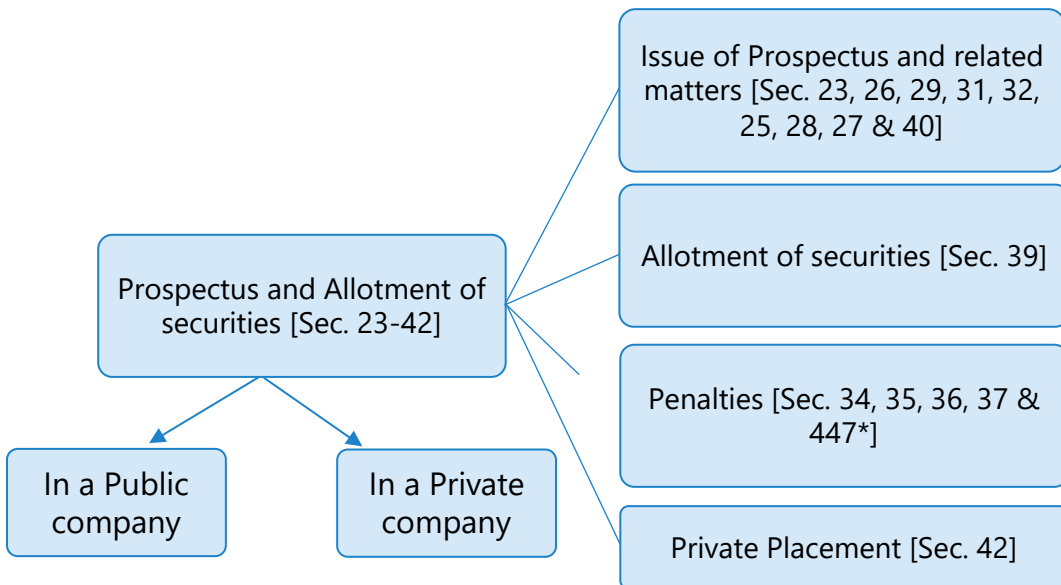 Issue of Prospectus and related
matters [Sec. 23, 26, 29, 31, 32,
25, 28, 27 & 40]
Allotment of securities [Sec. 39]
Prospectus and Allotment of
securities [Sec. 23-42]
Penalties [Sec. 34, 35, 36, 37 &
447*]
In a Public
company
In a Private
company
Private Placement [Sec. 42]